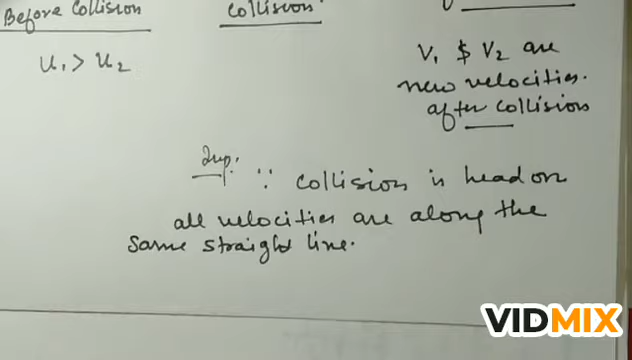 Before Collision
Collision
u₁ > u₂
V₁ $ V₂ are
new velocities.
after collision
Imp.
∵ collision is head on
all velocities are along the
same straight line.
VIDMIX